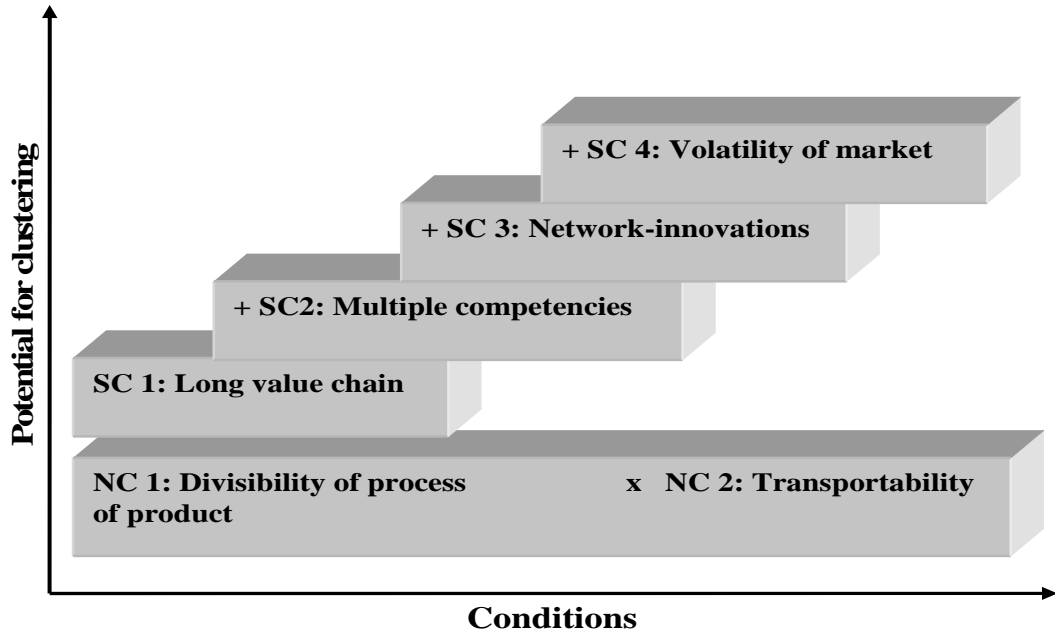 Potential for clustering
+ SC 4: Volatility of market
+ SC 3: Network-innovations
+ SC2: Multiple competencies
SC 1: Long value chain
NC 1: Divisibility of process x NC 2: Transportability
of product
Conditions